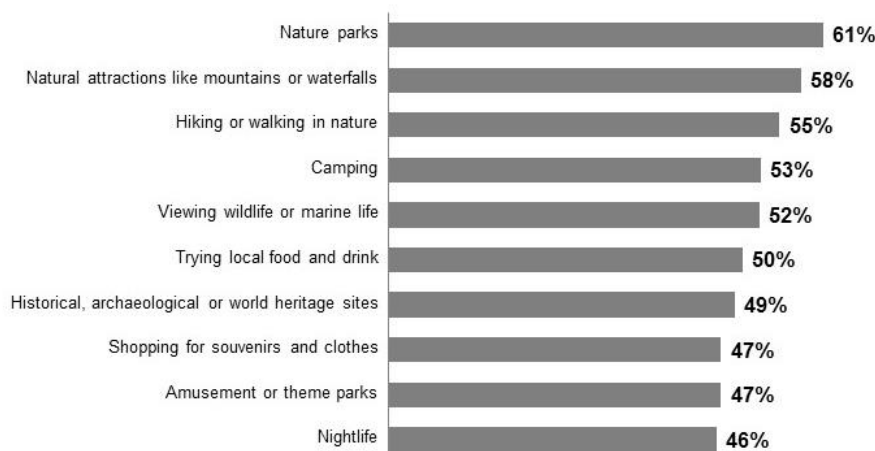 Nature parks 61%
Natural attractions like mountains or waterfalls 58%
Hiking or walking in nature 55%
Camping 53%
Viewing wildlife or marine life 52%
Trying local food and drink 50%
Historical, archaeological or world heritage sites 49%
Shopping for souvenirs and clothes 47%
Amusement or theme parks 47%
Nightlife 46%